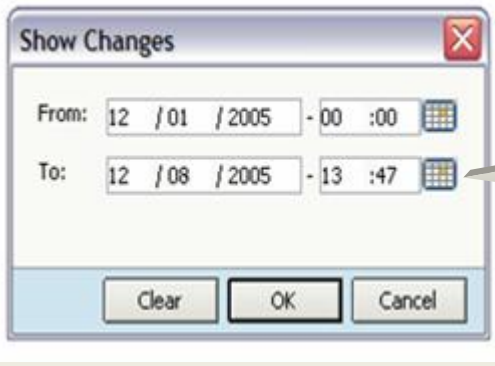 Show Changes
From: 12 / 01 / 2005 - 00 :00
To: 12 / 08 / 2005 - 13 :47
Clear OK Cancel